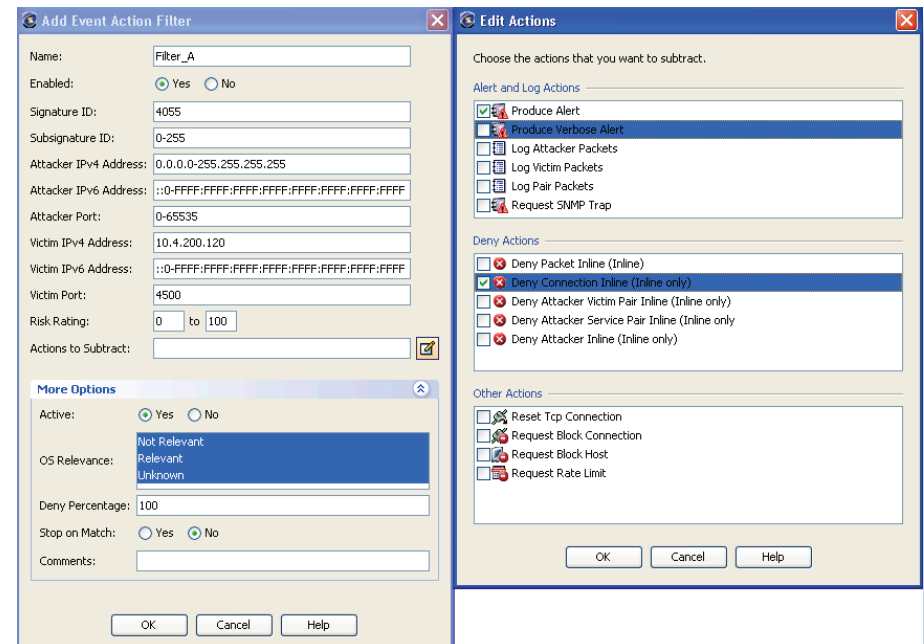 Add Event Action Filter
Name: Filter_A
Enabled: Yes No
Signature ID: 4055
Subsignature ID: 0-255
Attacker IPv4 Address: 0.0.0.0-255.255.255.255
Attacker IPv6 Address: ::0-FFFF:FFFF:FFFF:FFFF:FFFF:FFFF:FFFF:FFFF
Attacker Port: 0-65535
Victim IPv4 Address: 10.4.200.120
Victim IPv6 Address: ::0-FFFF:FFFF:FFFF:FFFF:FFFF:FFFF:FFFF:FFFF
Victim Port: 4500
Risk Rating: 0 to 100
Actions to Subtract:
More Options
Active: Yes No
OS Relevance:
Not Relevant
Relevant
Unknown
Deny Percentage: 100
Stop on Match: Yes No
Comments:
OK Cancel Help
Edit Actions
Choose the actions that you want to subtract.
Alert and Log Actions
Produce Alert
Produce Verbose Alert
Log Attacker Packets
Log Victim Packets
Log Pair Packets
Request SNMP Trap
Deny Actions
Deny Packet Inline (Inline)
Deny Connection Inline (Inline only)
Deny Attacker Victim Pair Inline (Inline only)
Deny Attacker Service Pair Inline (Inline only
Deny Attacker Inline (Inline only)
Other Actions
Reset Tcp Connection
Request Block Connection
Request Block Host
Request Rate Limit
OK Cancel Help